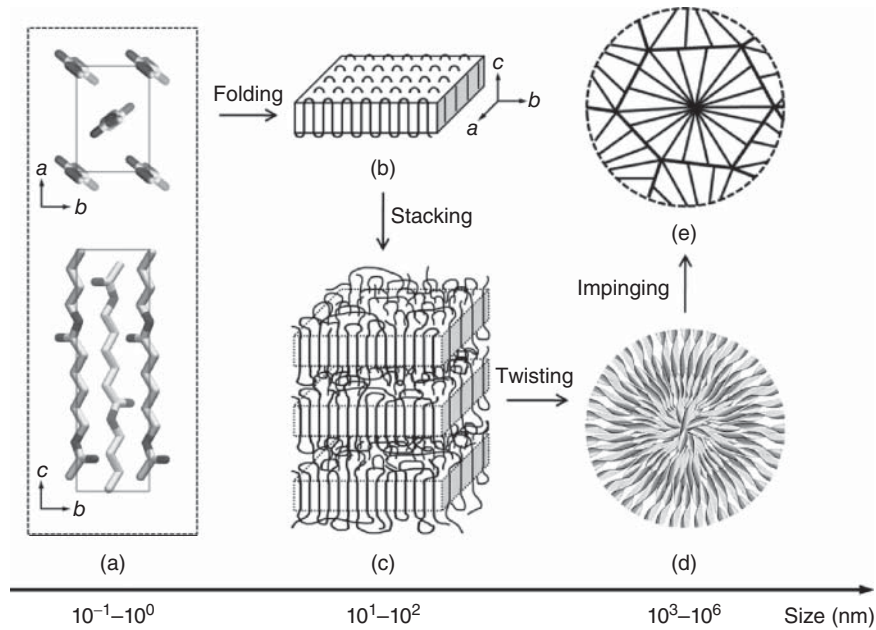 a
b
c
b
(a)
Folding
c
b
a
(b)
Stacking
(c)
Twisting
(d)
Impinging
(e)
10⁻¹–10⁰
10¹–10²
10³–10⁶
Size (nm)